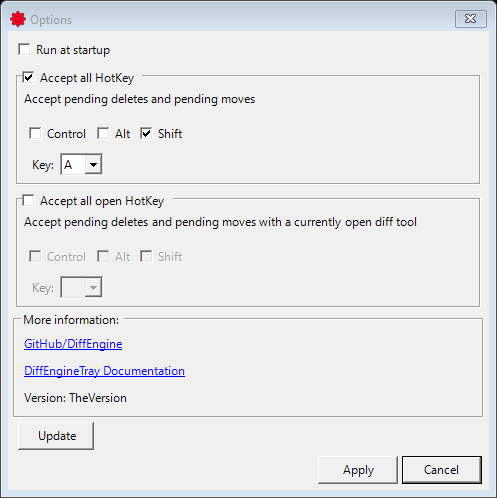 Options
Run at startup
Accept all HotKey
Accept pending deletes and pending moves
Control Alt Shift
Key: A
Accept all open HotKey
Accept pending deletes and pending moves with a currently open diff tool
Control Alt Shift
Key:
More information:
GitHub/DiffEngine
DiffEngineTray Documentation
Version: TheVersion
Update
Apply Cancel